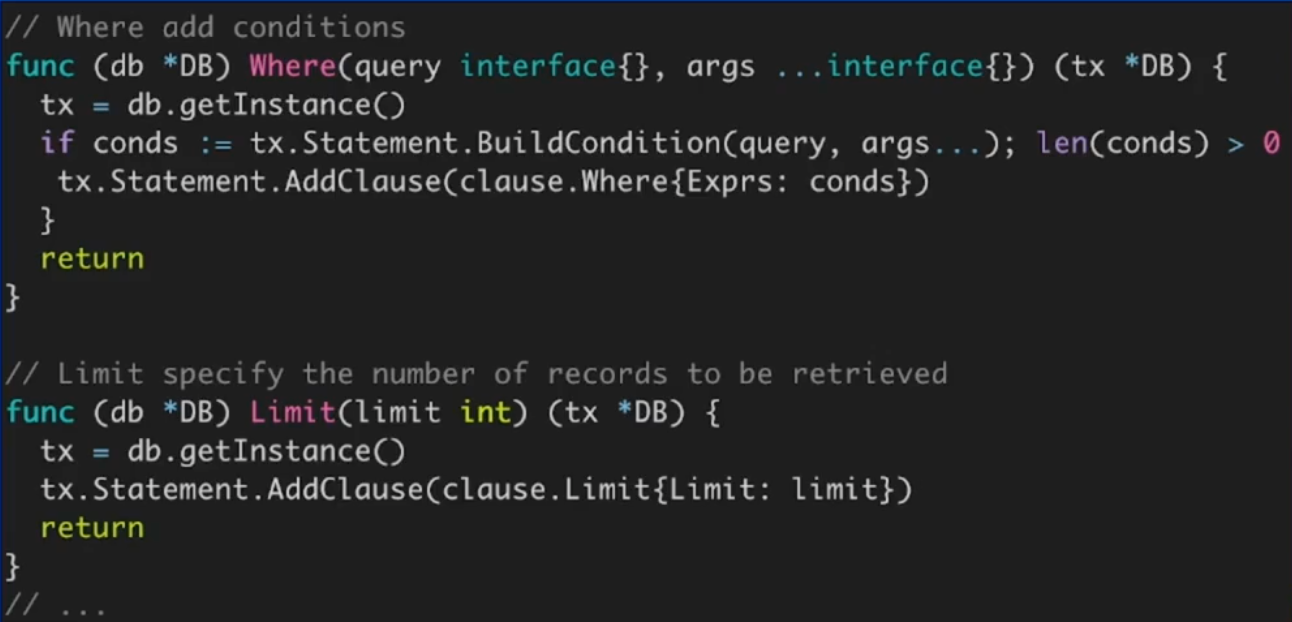 // Where add conditions
func (db *DB) Where(query interface{}, args ...interface{}) (tx *DB) {
  tx = db.getInstance()
  if conds := tx.Statement.BuildCondition(query, args...); len(conds) > 0
   tx.Statement.AddClause(clause.Where{Exprs: conds})
  }
  return
}

// Limit specify the number of records to be retrieved
func (db *DB) Limit(limit int) (tx *DB) {
  tx = db.getInstance()
  tx.Statement.AddClause(clause.Limit{Limit: limit})
  return
}
// ...